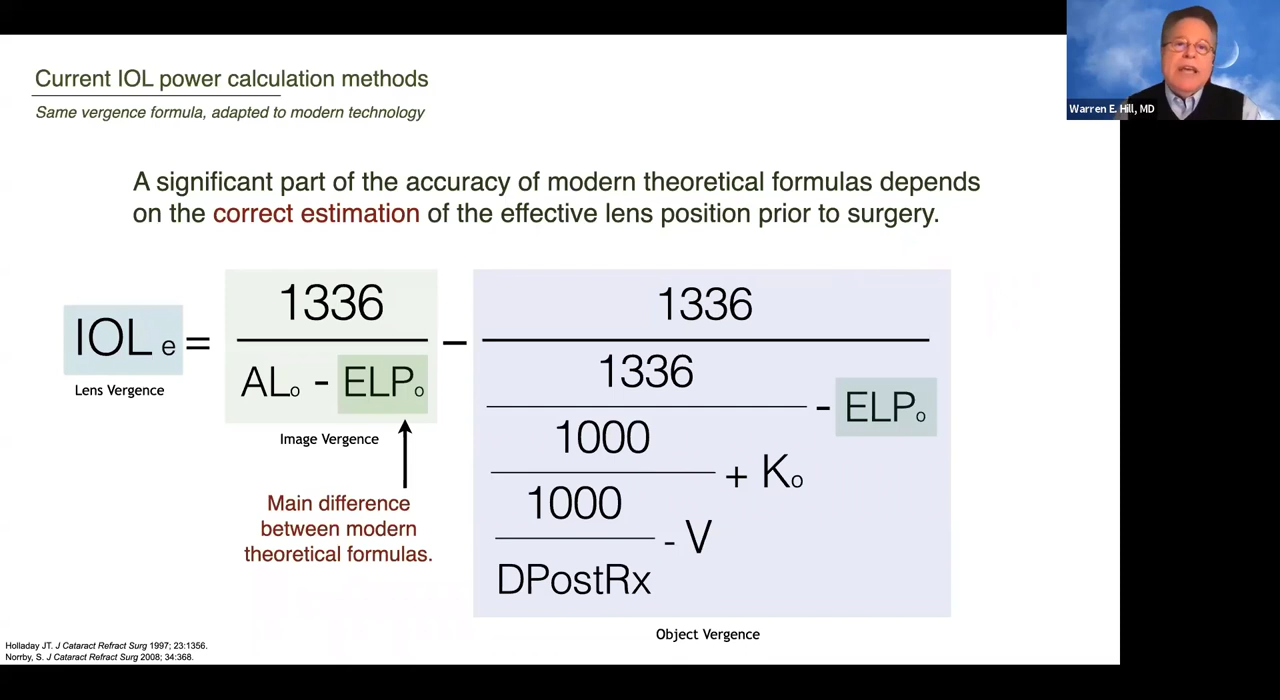 Current IOL power calculation methods
Same vergence formula, adapted to modern technology
Warren E. Hill, MD
A significant part of the accuracy of modern theoretical formulas depends
on the correct estimation of the effective lens position prior to surgery.
IOL e =
Lens Vergence
1336
ALo - ELPo
Image Vergence
Main difference
between modern
theoretical formulas.
-
1336
1336
- ELPo
1000
+ Ko
1000
- V
DPostRx
Object Vergence
Holladay JT. J Cataract Refract Surg 1997; 23:1356.
Norrby, S. J Cataract Refract Surg 2008; 34:368.